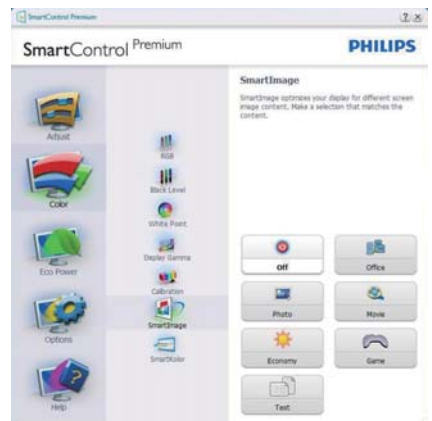 SmartControl Premium
SmartControl Premium
PHILIPS
Adjust
Color
Eco Power
Options
Help
RGB
Black Level
White Point
Display Gamma
Calibration
SmartImage
SmartKolor
SmartImage
SmartImage optimizes your display for different screen
image content. Make a selection that matches the
content.
Off
Office
Photo
Movie
Economy
Game
Text